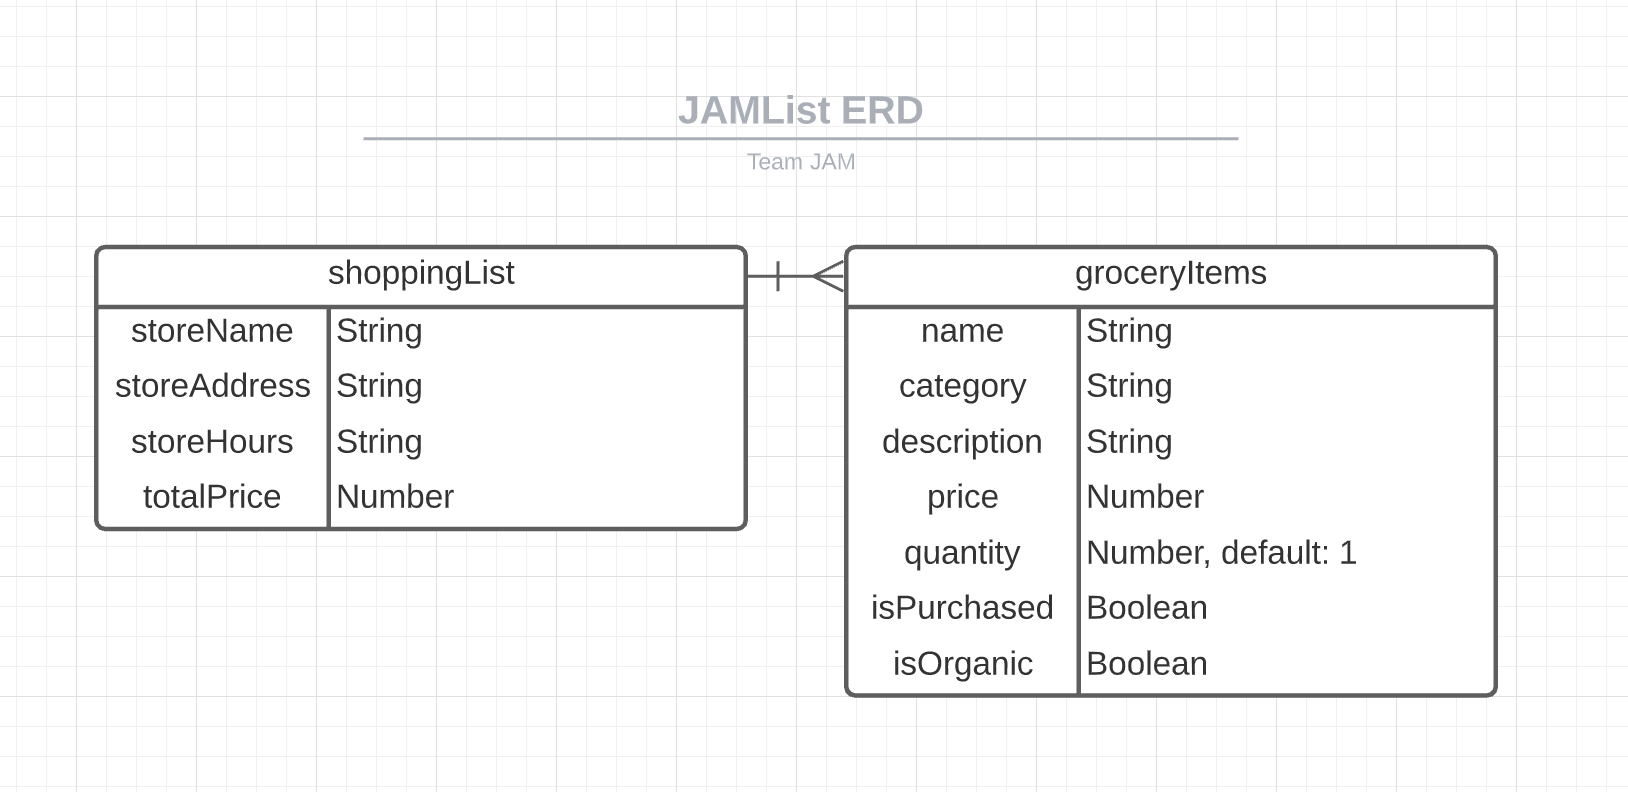 JAMList ERD
Team JAM
shoppingList
storeName String
storeAddress String
storeHours String
totalPrice Number
groceryItems
name String
category String
description String
price Number
quantity Number, default: 1
isPurchased Boolean
isOrganic Boolean